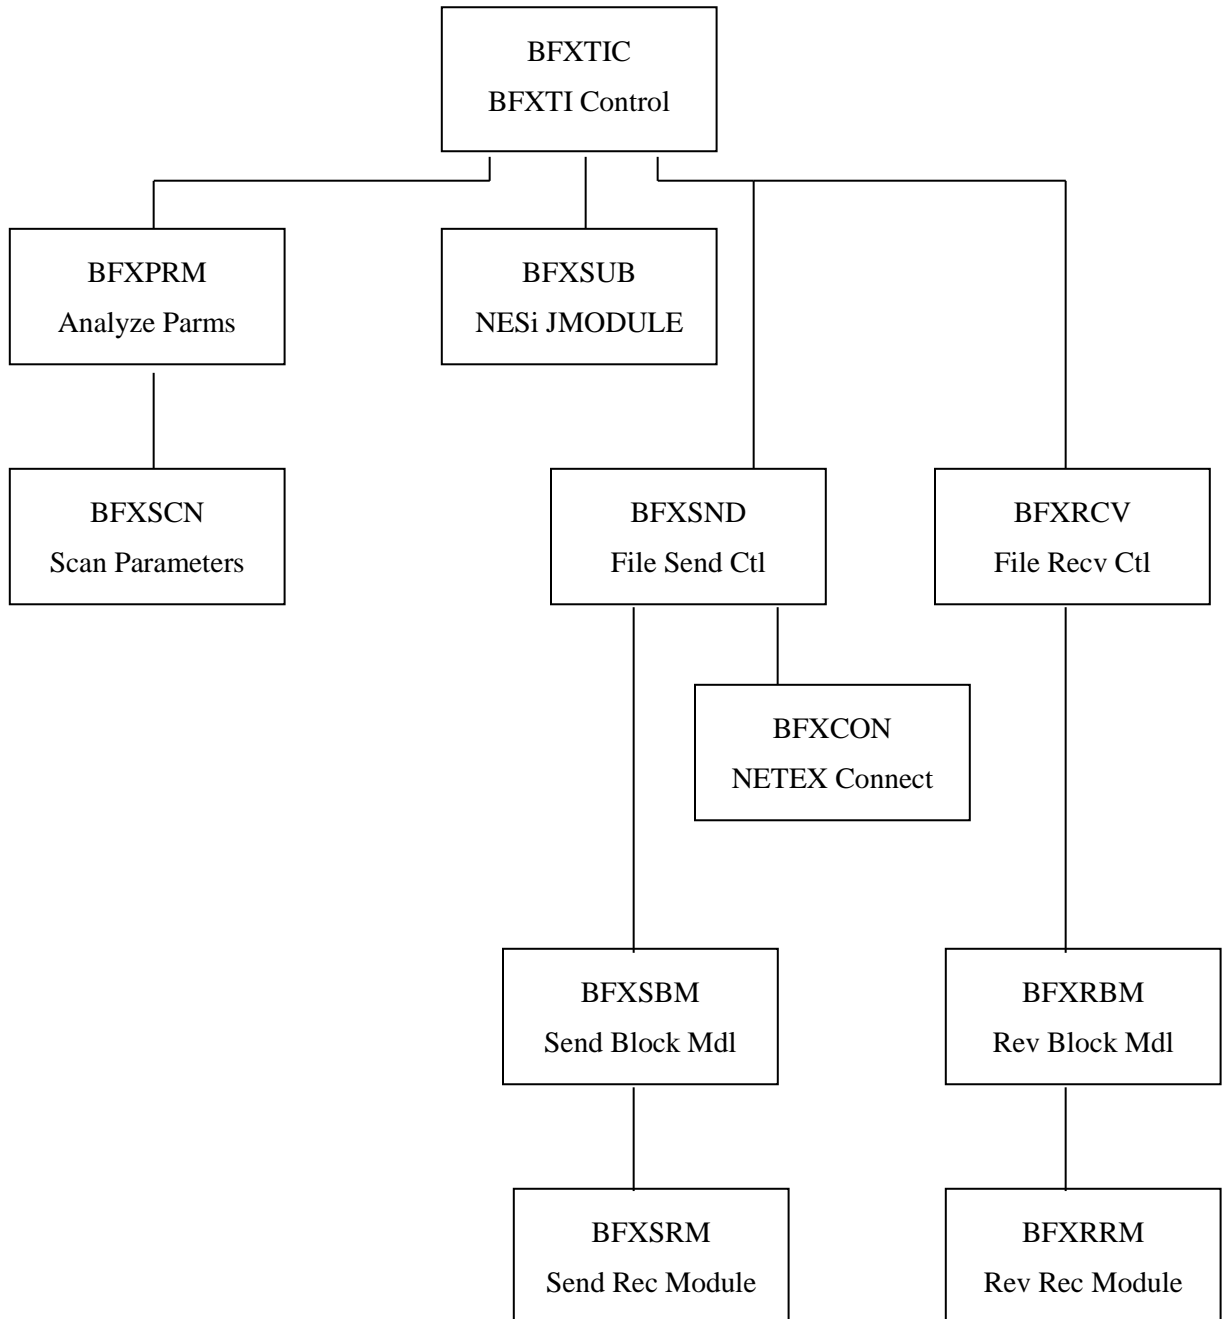 BFXTIC
BFXTI Control
BFXPRM
Analyze Parms
BFXSUB
NESi JMODULE
BFXSCN
Scan Parameters
BFXSND
File Send Ctl
BFXRCV
File Recv Ctl
BFXCON
NETEX Connect
BFXSBM
Send Block Mdl
BFXRBM
Rev Block Mdl
BFXSRM
Send Rec Module
BFXRRM
Rev Rec Module